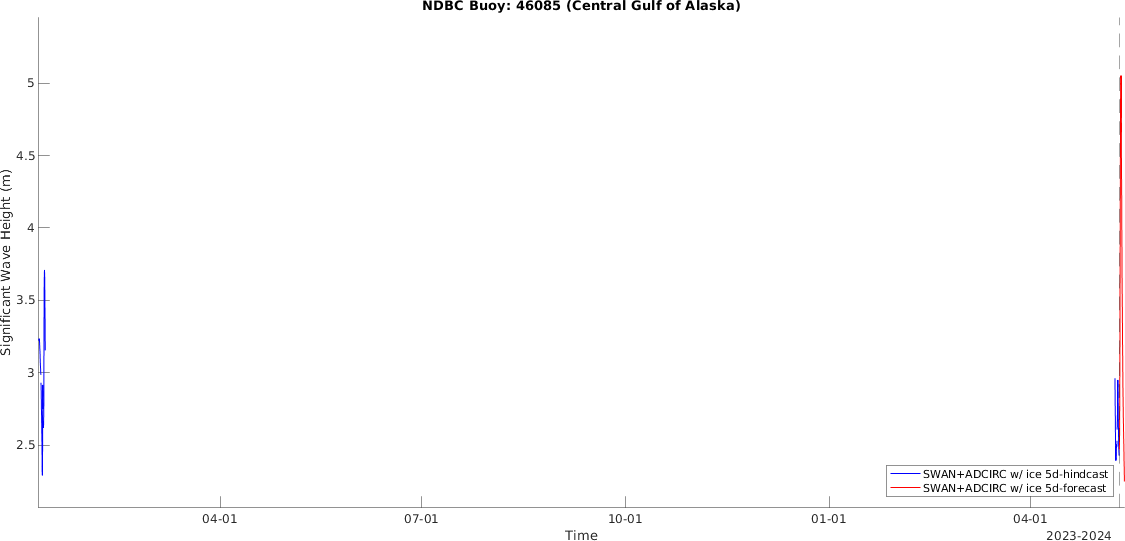 NDBC Buoy: 46085 (Central Gulf of Alaska)
Significant Wave Height (m)
5
4.5
4
3.5
3
2.5
SWAN+ADCIRC w/ ice 5d-hindcast
SWAN+ADCIRC w/ ice 5d-forecast
04-01 07-01 10-01 01-01 04-01
Time
2023-2024